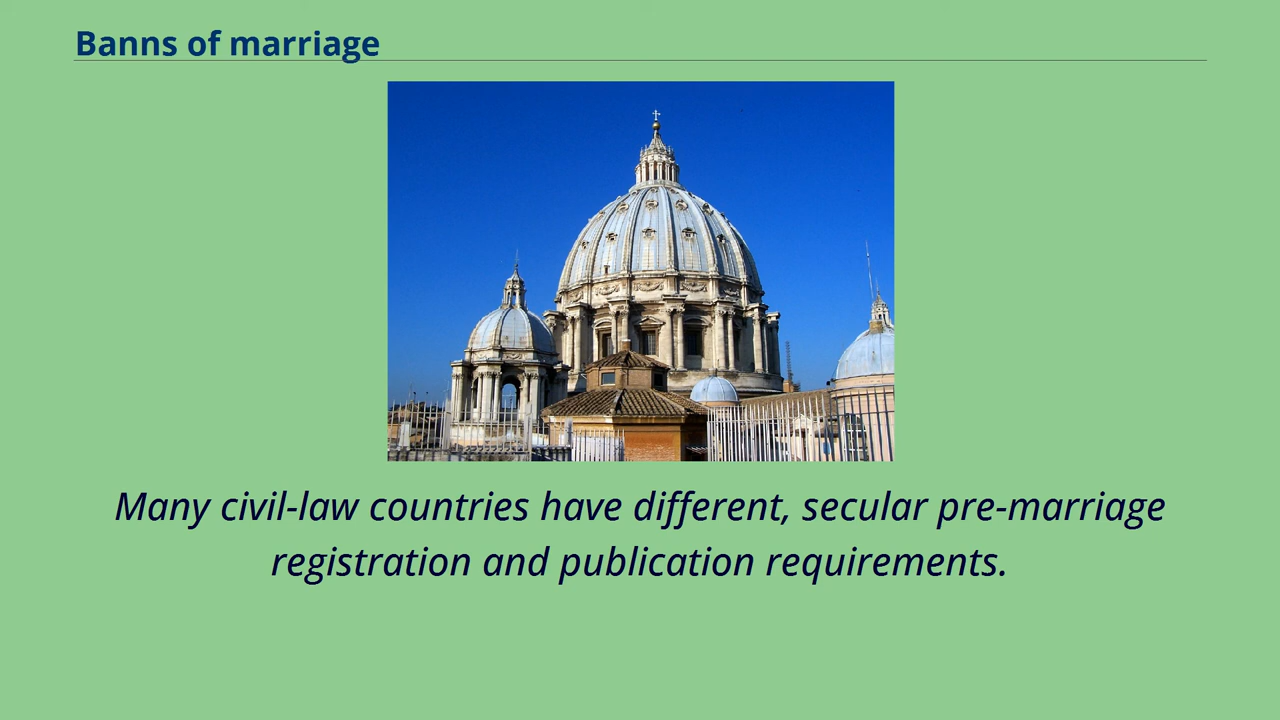 Banns of marriage
Many civil-law countries have different, secular pre-marriage
registration and publication requirements.